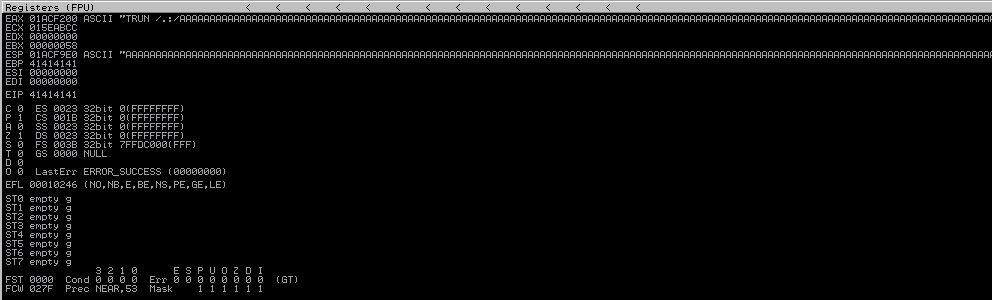 Registers (FPU) < < < < < < < < < < < < < <
EAX 01ACF200 ASCII "TRUN /.:/AAAAAAAAAAAAAAAAAAAAAAAAAAAAAAAAAAAAAAAAAAAAAAAAAAAAAAAAAAAAAAAAAAAAAAAAAAAAAAAAAAAAAAAAAAAAAAAAAAAAAAAAAAAAAAAAAAAAAAAAAAA
ECX 015EABCC
EDX 00000000
EBX 00000058
ESP 01ACF9E0 ASCII "AAAAAAAAAAAAAAAAAAAAAAAAAAAAAAAAAAAAAAAAAAAAAAAAAAAAAAAAAAAAAAAAAAAAAAAAAAAAAAAAAAAAAAAAAAAAAAAAAAAAAAAAAAAAAAAAAAAAAAAAAAAAAAAAAAAA
EBP 41414141
ESI 00000000
EDI 00000000
EIP 41414141
C 0 ES 0023 32bit 0(FFFFFFFF)
P 1 CS 001B 32bit 0(FFFFFFFF)
A 0 SS 0023 32bit 0(FFFFFFFF)
Z 1 DS 0023 32bit 0(FFFFFFFF)
S 0 FS 003B 32bit 7FFDC000(FFF)
T 0 GS 0000 NULL
D 0
O 0 LastErr ERROR_SUCCESS (00000000)
EFL 00010246 (NO,NB,E,BE,NS,PE,GE,LE)
ST0 empty g
ST1 empty g
ST2 empty g
ST3 empty g
ST4 empty g
ST5 empty g
ST6 empty g
ST7 empty g
3 2 1 0 E S P U O Z D I
FST 0000 Cond 0 0 0 0 Err 0 0 0 0 0 0 0 0 (GT)
FCW 027F Prec NEAR,53 Mask 1 1 1 1 1 1